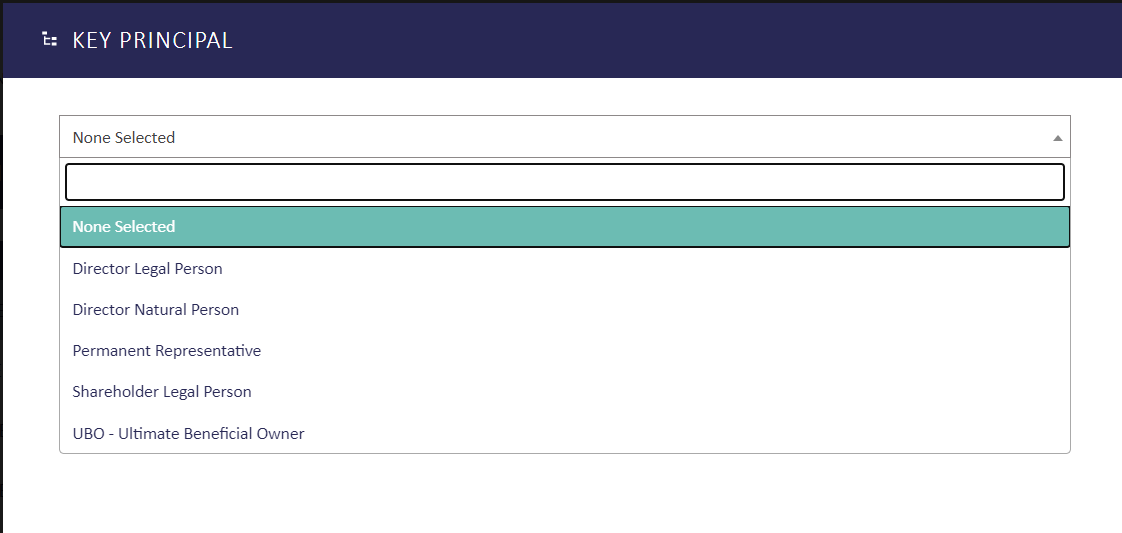 KEY PRINCIPAL
None Selected
None Selected
Director Legal Person
Director Natural Person
Permanent Representative
Shareholder Legal Person
UBO - Ultimate Beneficial Owner